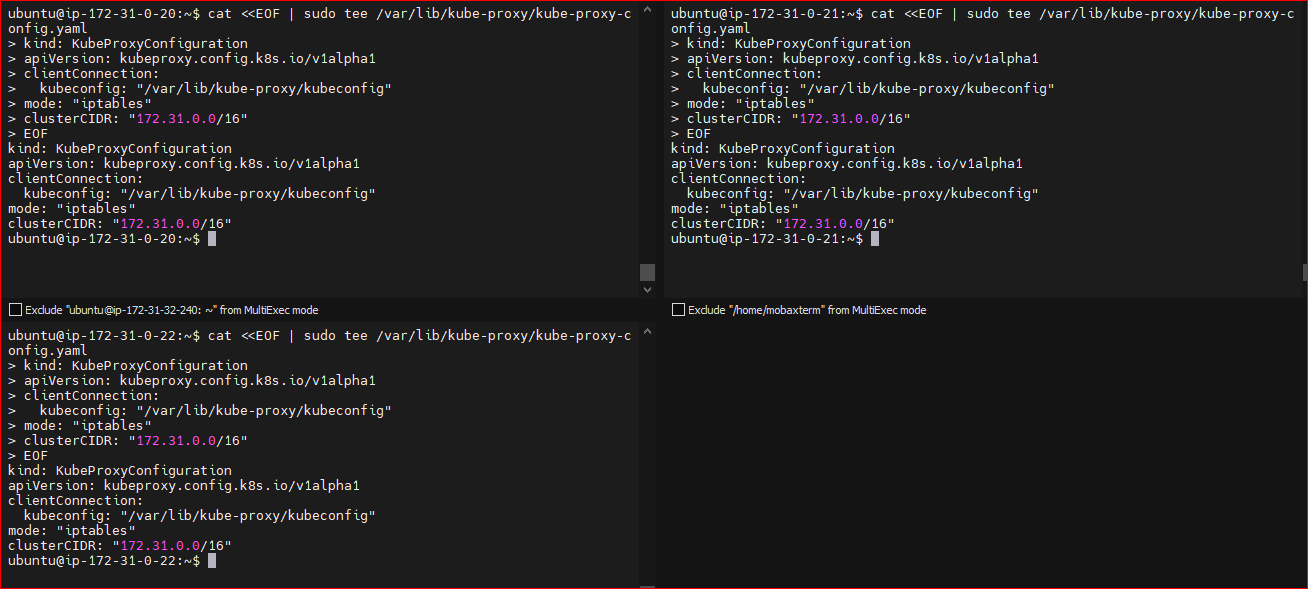 ubuntu@ip-172-31-0-20:~$ cat <<EOF | sudo tee /var/lib/kube-proxy/kube-proxy-c
onfig.yaml
> kind: KubeProxyConfiguration
> apiVersion: kubeproxy.config.k8s.io/v1alpha1
> clientConnection:
>   kubeconfig: "/var/lib/kube-proxy/kubeconfig"
> mode: "iptables"
> clusterCIDR: "172.31.0.0/16"
> EOF
kind: KubeProxyConfiguration
apiVersion: kubeproxy.config.k8s.io/v1alpha1
clientConnection:
  kubeconfig: "/var/lib/kube-proxy/kubeconfig"
mode: "iptables"
clusterCIDR: "172.31.0.0/16"
ubuntu@ip-172-31-0-20:~$
ubuntu@ip-172-31-0-21:~$ cat <<EOF | sudo tee /var/lib/kube-proxy/kube-proxy-c
onfig.yaml
> kind: KubeProxyConfiguration
> apiVersion: kubeproxy.config.k8s.io/v1alpha1
> clientConnection:
>   kubeconfig: "/var/lib/kube-proxy/kubeconfig"
> mode: "iptables"
> clusterCIDR: "172.31.0.0/16"
> EOF
kind: KubeProxyConfiguration
apiVersion: kubeproxy.config.k8s.io/v1alpha1
clientConnection:
  kubeconfig: "/var/lib/kube-proxy/kubeconfig"
mode: "iptables"
clusterCIDR: "172.31.0.0/16"
ubuntu@ip-172-31-0-21:~$
Exclude "ubuntu@ip-172-31-32-240: ~" from MultiExec mode
Exclude "/home/mobaxterm" from MultiExec mode
ubuntu@ip-172-31-0-22:~$ cat <<EOF | sudo tee /var/lib/kube-proxy/kube-proxy-c
onfig.yaml
> kind: KubeProxyConfiguration
> apiVersion: kubeproxy.config.k8s.io/v1alpha1
> clientConnection:
>   kubeconfig: "/var/lib/kube-proxy/kubeconfig"
> mode: "iptables"
> clusterCIDR: "172.31.0.0/16"
> EOF
kind: KubeProxyConfiguration
apiVersion: kubeproxy.config.k8s.io/v1alpha1
clientConnection:
  kubeconfig: "/var/lib/kube-proxy/kubeconfig"
mode: "iptables"
clusterCIDR: "172.31.0.0/16"
ubuntu@ip-172-31-0-22:~$